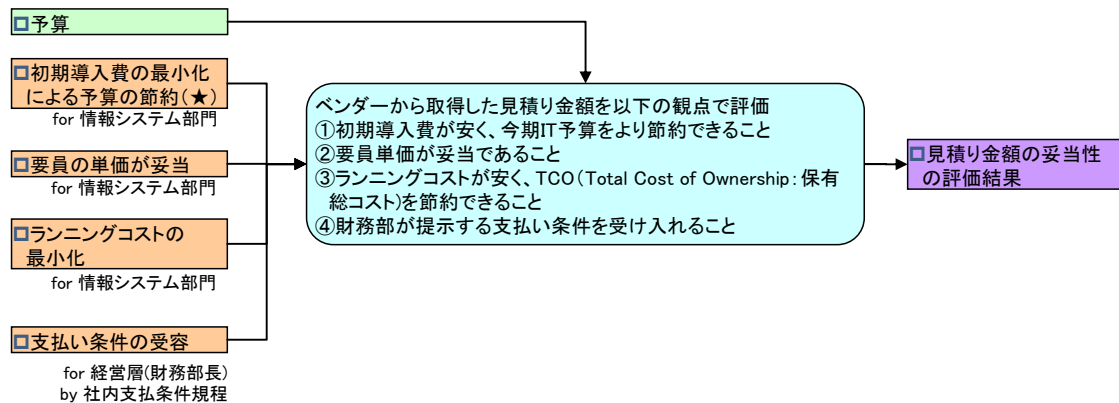 予算
初期導入費の最小化
による予算の節約(★)
for 情報システム部門
要員の単価が妥当
for 情報システム部門
ランニングコストの
最小化
for 情報システム部門
支払い条件の受容
for 経営層(財務部長)
by 社内支払条件規程
ベンダーから取得した見積り金額を以下の観点で評価
①初期導入費が安く、今期IT予算をより節約できること
②要員単価が妥当であること
③ランニングコストが安く、TCO(Total Cost of Ownership:保有
総コスト)を節約できること
④財務部が提示する支払い条件を受け入れること
見積り金額の妥当性
の評価結果